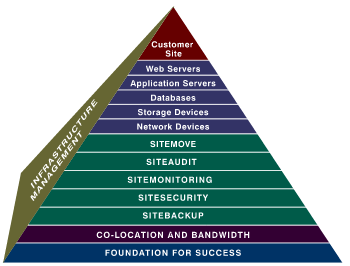 Customer
Site
Web Servers
Application Servers
Databases
Storage Devices
Network Devices
SITEMOVE
SITEAUDIT
SITEMONITORING
SITESECURITY
SITEBACKUP
CO-LOCATION AND BANDWIDTH
FOUNDATION FOR SUCCESS
INFRASTRUCTURE
MANAGEMENT